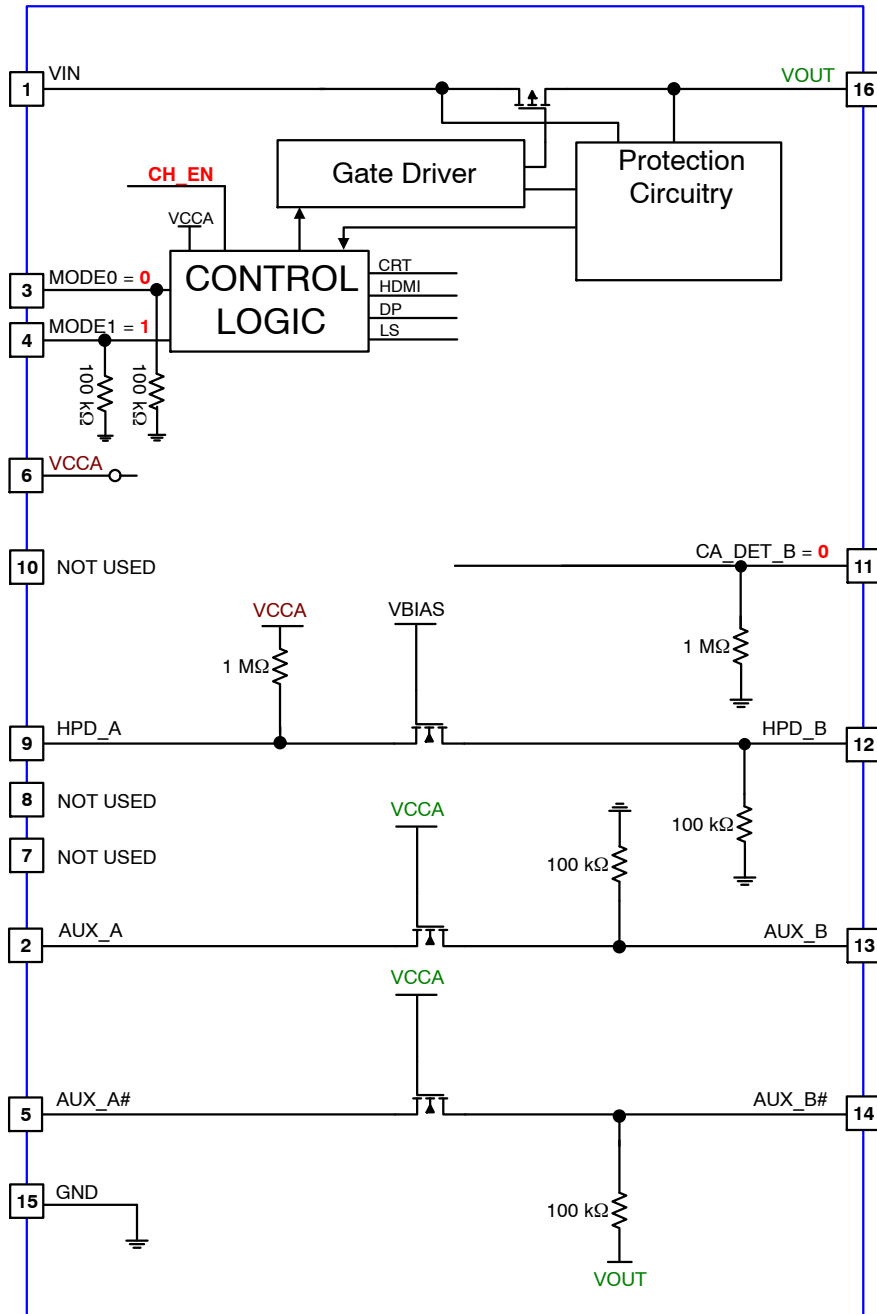 VIN
VOUT
1
16
Gate Driver
Protection
Circuitry
CH_EN
VCCA
CONTROL
LOGIC
CRT
HDMI
DP
LS
3
MODE0 = 0
4
MODE1 = 1
100 kΩ
100 kΩ
6
VCCA
10
NOT USED
CA_DET_B = 0
11
VCCA
VBIAS
1 MΩ
1 MΩ
9
HPD_A
HPD_B
12
8
NOT USED
VCCA
100 kΩ
7
NOT USED
100 kΩ
2
AUX_A
AUX_B
13
VCCA
5
AUX_A#
AUX_B#
14
15
GND
100 kΩ
VOUT